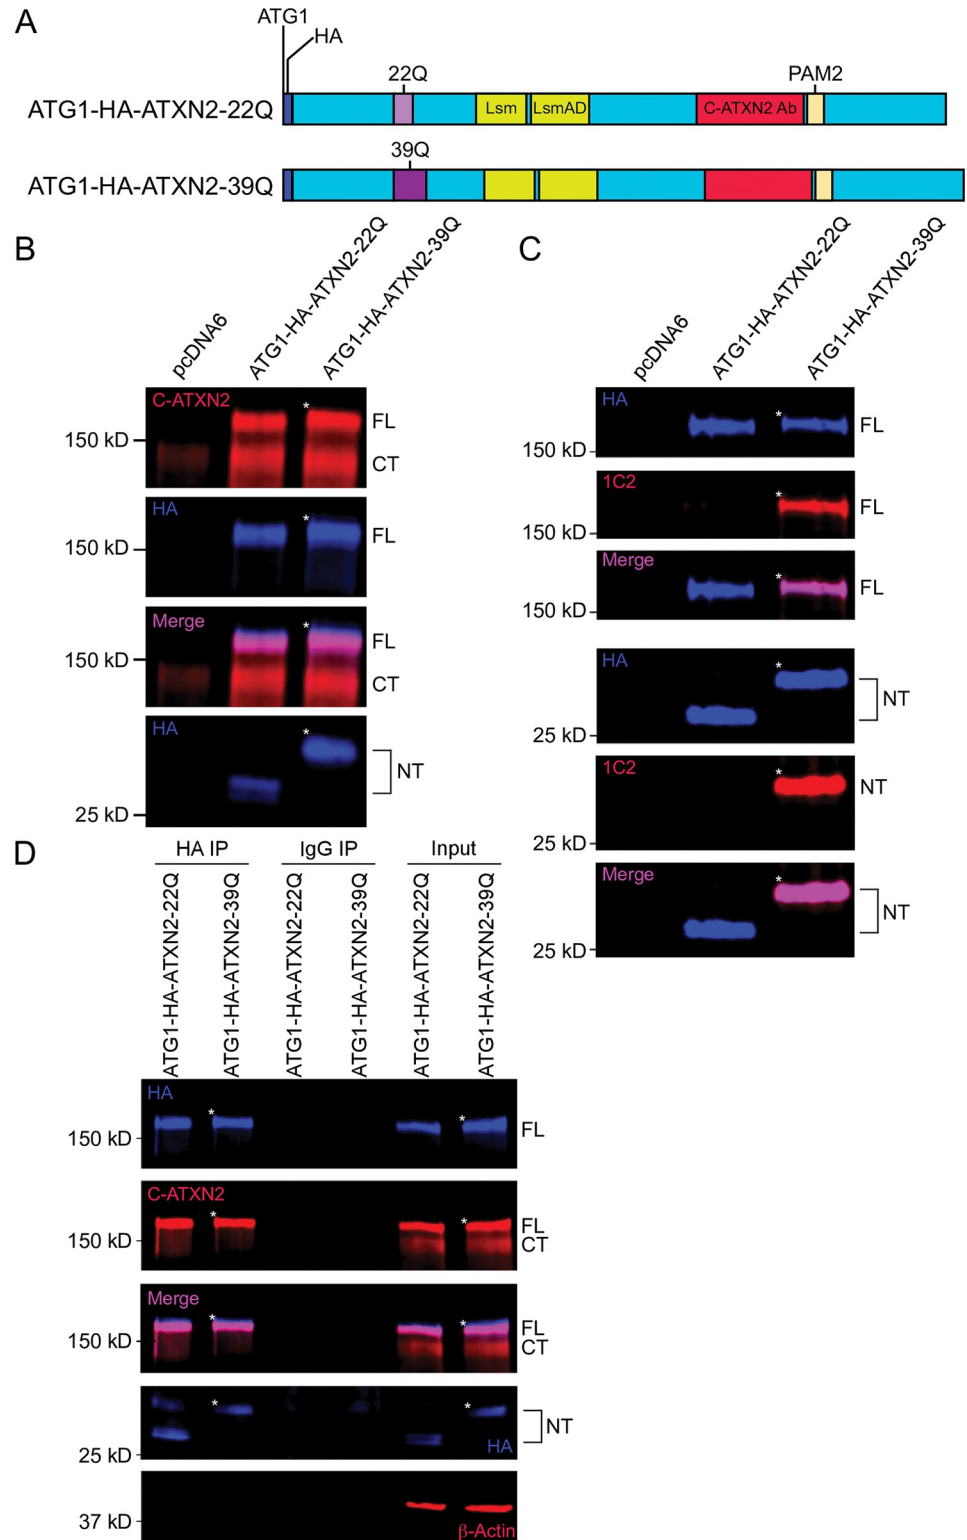 A
ATG1
HA
22Q
PAM2
ATG1-HA-ATXN2-22Q
Lsm
LsmAD
C-ATXN2 Ab
39Q
ATG1-HA-ATXN2-39Q
B
pcDNA6
ATG1-HA-ATXN2-22Q
ATG1-HA-ATXN2-39Q
C-ATXN2
*
FL
150 kD
CT
HA
*
FL
150 kD
Merge
*
FL
150 kD
CT
HA
*
NT
25 kD
C
pcDNA6
ATG1-HA-ATXN2-22Q
ATG1-HA-ATXN2-39Q
HA
*
FL
150 kD
1C2
*
FL
150 kD
Merge
*
FL
150 kD
HA
*
NT
25 kD
1C2
*
NT
25 kD
Merge
*
NT
25 kD
D
HA IP
IgG IP
Input
ATG1-HA-ATXN2-22Q
ATG1-HA-ATXN2-39Q
ATG1-HA-ATXN2-22Q
ATG1-HA-ATXN2-39Q
ATG1-HA-ATXN2-22Q
ATG1-HA-ATXN2-39Q
HA
* *
FL
150 kD
C-ATXN2
* *
FL
150 kD
CT
Merge
* *
FL
150 kD
CT
* *
NT
HA
25 kD
37 kD
β-Actin